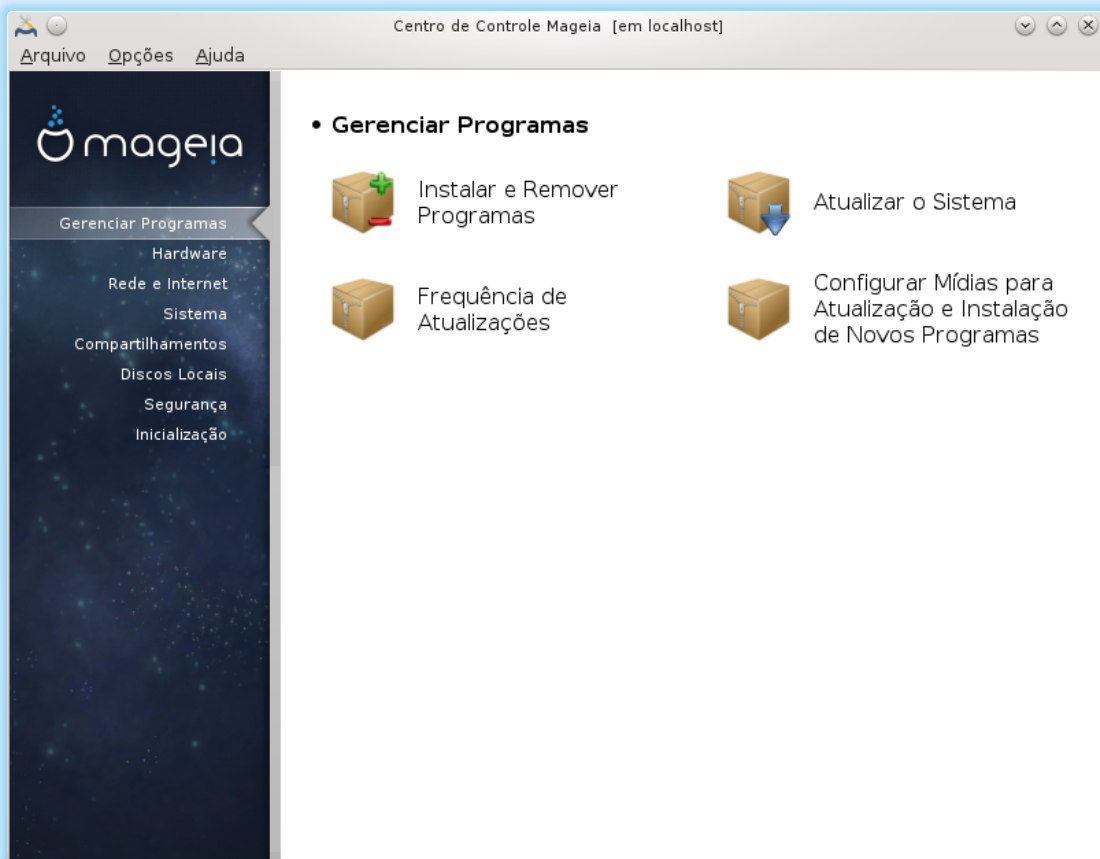 Centro de Controle Mageia [em localhost]
Arquivo Opções Ajuda
mageia
Gerenciar Programas
Hardware
Rede e Internet
Sistema
Compartilhamentos
Discos Locais
Segurança
Inicialização
• Gerenciar Programas
Instalar e Remover
Programas
Atualizar o Sistema
Frequência de
Atualizações
Configurar Mídias para
Atualização e Instalação
de Novos Programas